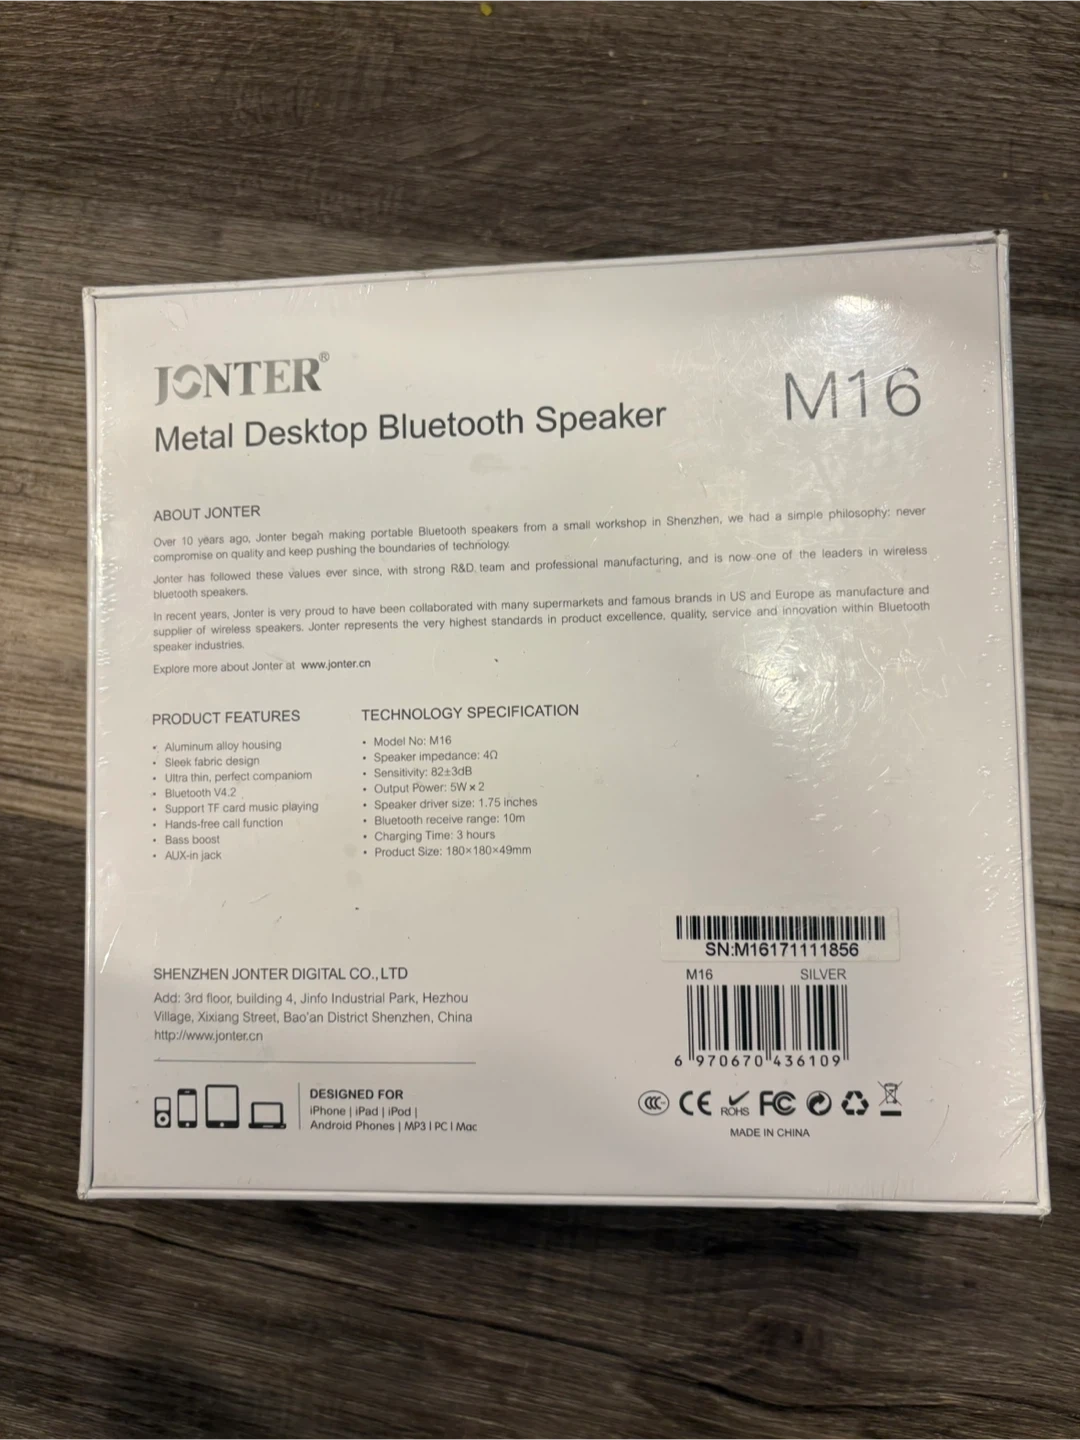 JONTER®
M16
Metal Desktop Bluetooth Speaker
ABOUT JONTER
Over 10 years ago, Jonter began making portable Bluetooth speakers from a small workshop in Shenzhen, we had a simple philosophy: never
compromise on quality and keep pushing the boundaries of technology.
Jonter has followed these values ever since, with strong R&D team and professional manufacturing, and is now one of the leaders in wireless
bluetooth speakers.
In recent years, Jonter is very proud to have been collaborated with many supermarkets and famous brands in US and Europe as manufacture and
supplier of wireless speakers. Jonter represents the very highest standards in product excellence, quality, service and innovation within Bluetooth
speaker industries.
Explore more about Jonter at www.jonter.cn
PRODUCT FEATURES
• Aluminum alloy housing
• Sleek fabric design
• Ultra thin, perfect companiom
• Bluetooth V4.2
• Support TF card music playing
• Hands-free call function
• Bass boost
• AUX-in jack
TECHNOLOGY SPECIFICATION
• Model No: M16
• Speaker impedance: 4Ω
• Sensitivity: 82±3dB
• Output Power: 5W × 2
• Speaker driver size: 1.75 inches
• Bluetooth receive range: 10m
• Charging Time: 3 hours
• Product Size: 180×180×49mm
SHENZHEN JONTER DIGITAL CO.,LTD
Add: 3rd floor, building 4, Jinfo Industrial Park, Hezhou
Village, Xixiang Street, Bao'an District Shenzhen, China
http://www.jonter.cn
DESIGNED FOR
iPhone | iPad | iPod |
Android Phones | MP3 | PC | Mac
SN:M16171111856
M16 SILVER
6 970670 436109
CCC CE ROHS FC
MADE IN CHINA